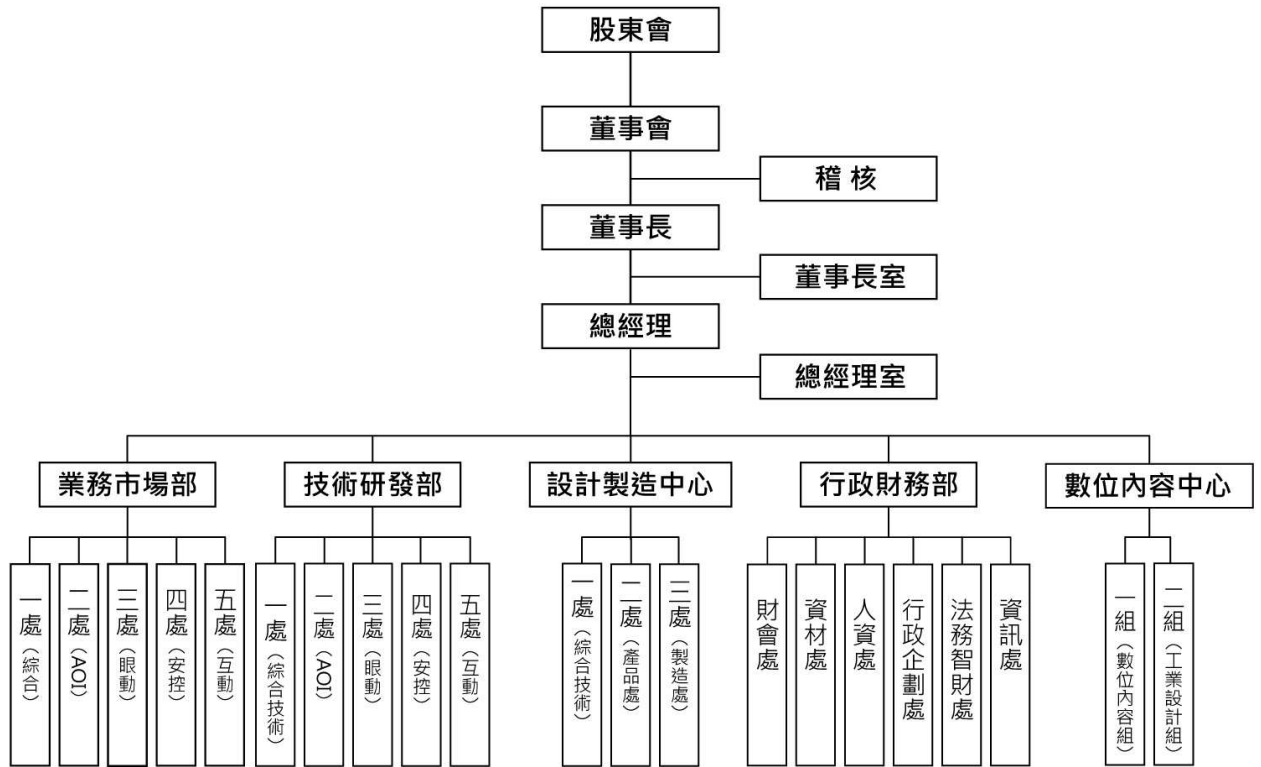 股東會
董事會
稽核
董事長
董事長室
總經理
總經理室
業務市場部
技術研發部
設計製造中心
行政財務部
數位內容中心
一處（綜合）
二處（AOI）
三處（眼動）
四處（安控）
五處（互動）
一處（綜合技術）
二處（AOI）
三處（眼動）
四處（安控）
五處（互動）
一處（綜合技術）
二處（產品處）
三處（製造處）
財會處
資材處
人資處
行政企劃處
法務智財處
資訊處
一組（數位內容組）
二組（工業設計組）